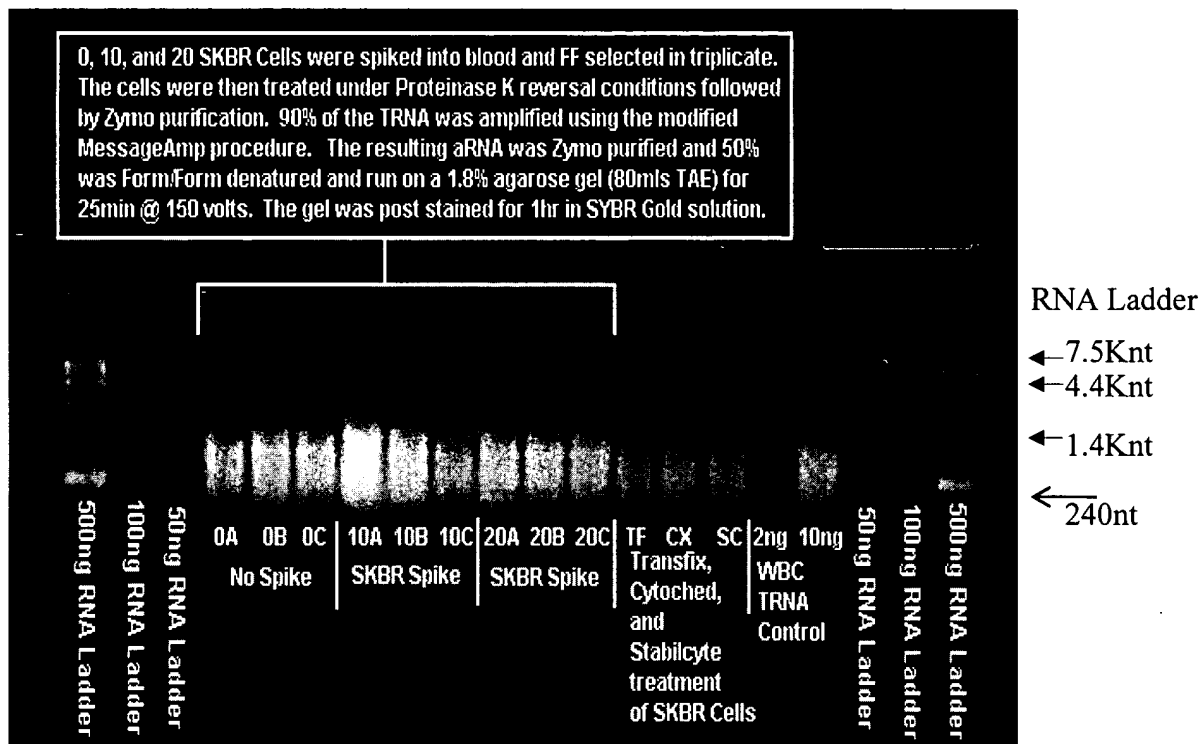 0, 10, and 20 SKBR Cells were spiked into blood and FF selected in triplicate.
The cells were then treated under Proteinase K reversal conditions followed
by Zymo purification. 90% of the TRNA was amplified using the modified
MessageAmp procedure. The resulting aRNA was Zymo purified and 50%
was Form/Form denatured and run on a 1.8% agarose gel (80mls TAE) for
25min @ 150 volts. The gel was post stained for 1hr in SYBR Gold solution.
RNA Ladder
7.5Knt
4.4Knt
1.4Knt
240nt
500ng RNA Ladder
100ng RNA Ladder
50ng RNA Ladder
0A 0B 0C
No Spike
10A 10B 10C
SKBR Spike
20A 20B 20C
SKBR Spike
TF CX SC
Transfix,
Cytoched,
and
Stabilcyte
treatment
of SKBR Cells
2ng 10ng
WBC
TRNA
Control
50ng RNA Ladder
100ng RNA Ladder
500ng RNA Ladder